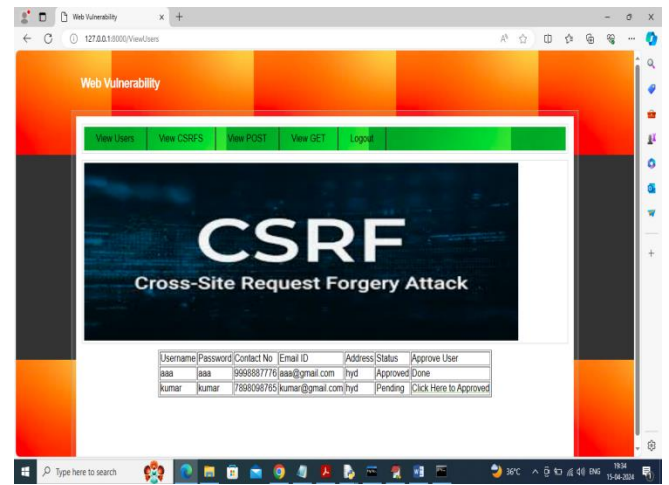 Web Vulnerability
127.0.0.1:8000/ViewUsers
Web Vulnerability
View Users View CSRFS View POST View GET Logout
CSRF
Cross-Site Request Forgery Attack
Username Password Contact No Email ID Address Status Approve User
aaa aaa 9998887776 aaa@gmail.com hyd Approved Done
kumar kumar 7898098765 kumar@gmail.com hyd Pending Click Here to Approved
Type here to search 36°C ENG 19:34
15-04-2024